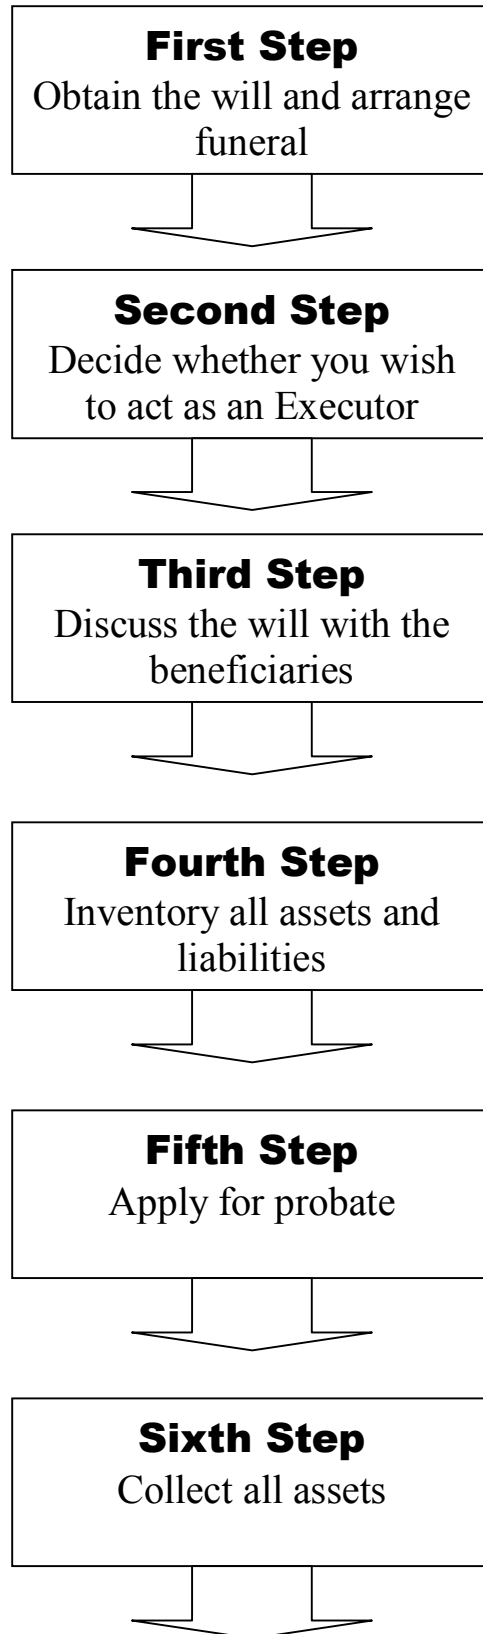 First Step
Obtain the will and arrange
funeral
Second Step
Decide whether you wish
to act as an Executor
Third Step
Discuss the will with the
beneficiaries
Fourth Step
Inventory all assets and
liabilities
Fifth Step
Apply for probate
Sixth Step
Collect all assets